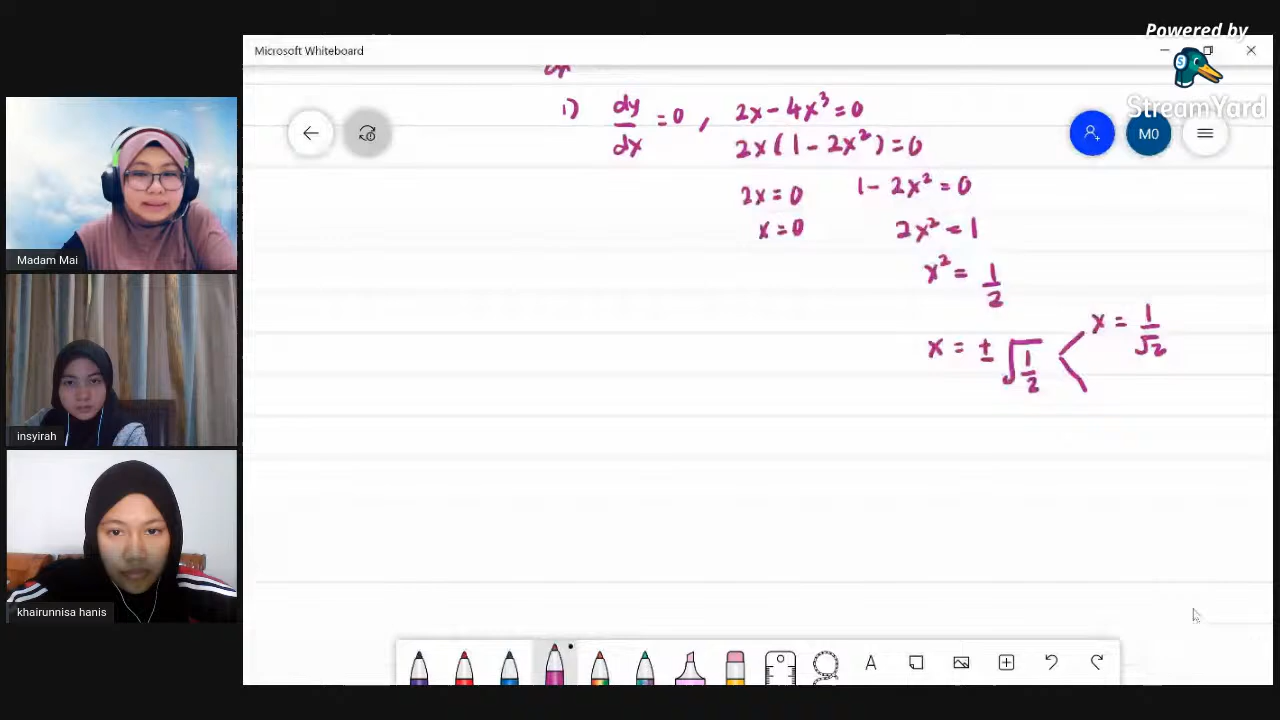 Powered by
StreamYard
Microsoft Whiteboard
M0
Madam Mai
insyirah
khairunnisa hanis
1) dy/dx = 0, 2x - 4x³ = 0
2x(1 - 2x²) = 0
2x = 0 1 - 2x² = 0
x = 0 2x² = 1
x² = 1/2
x = ± √(1/2) < x = 1/√2
A